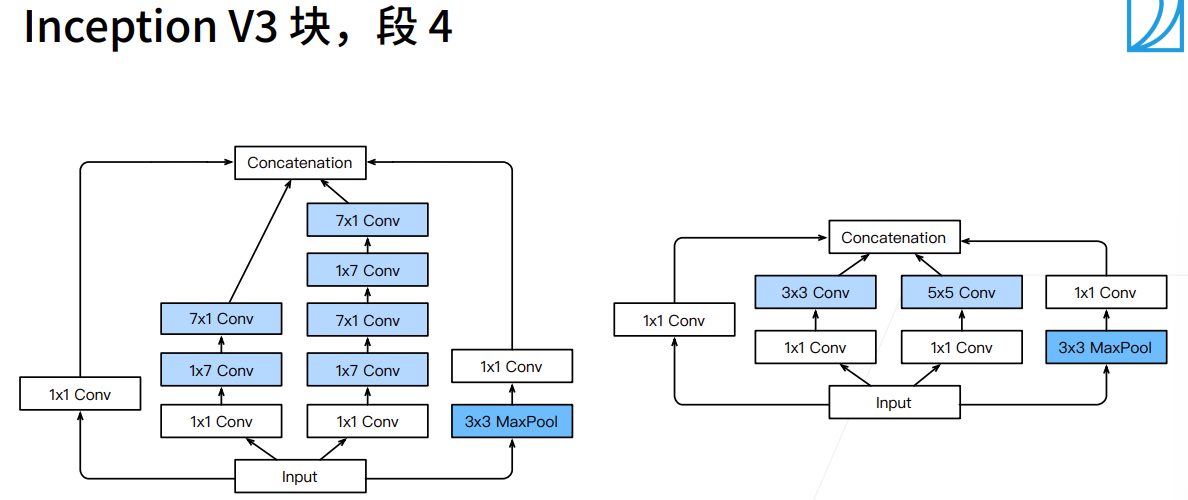 Inception V3 块，段 4
Concatenation
7x1 Conv
1x7 Conv
7x1 Conv
7x1 Conv
1x7 Conv
1x7 Conv
1x1 Conv
1x1 Conv
1x1 Conv
1x1 Conv
3x3 MaxPool
Input
Concatenation
3x3 Conv
5x5 Conv
1x1 Conv
1x1 Conv
1x1 Conv
1x1 Conv
3x3 MaxPool
Input